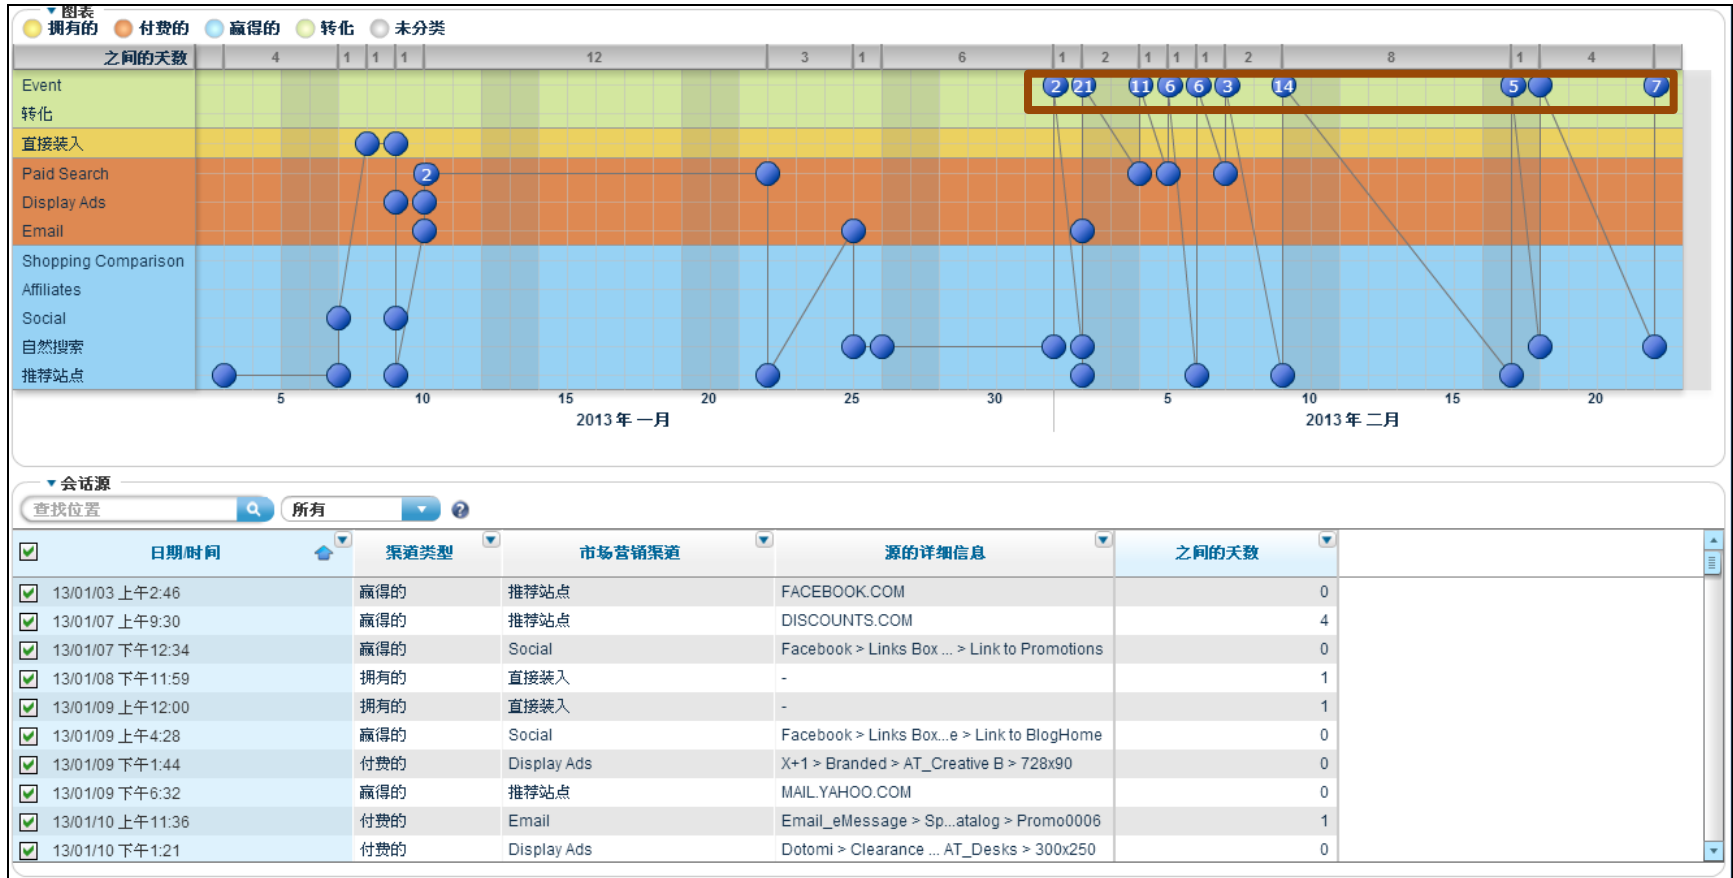 图表
拥有的 付费的 赢得的 转化 未分类
之间的天数 4 1 1 1 12 3 1 6 1 2 1 1 1 2 8 1 4
Event 2 21 11 6 6 3 14 5 7
转化
直接装入
Paid Search 2
Display Ads
Email
Shopping Comparison
Affiliates
Social
自然搜索
推荐站点
5 10 15 20 25 30 5 10 15 20
2013 年 一月 2013 年 二月
会话源
查找位置 所有 ?
日期/时间 渠道类型 市场营销渠道 源的详细信息 之间的天数
13/01/03 上午2:46 赢得的 推荐站点 FACEBOOK.COM 0
13/01/07 上午9:30 赢得的 推荐站点 DISCOUNTS.COM 4
13/01/07 下午12:34 赢得的 Social Facebook > Links Box ... > Link to Promotions 0
13/01/08 下午11:59 拥有的 直接装入 - 1
13/01/09 上午12:00 拥有的 直接装入 - 1
13/01/09 上午4:28 赢得的 Social Facebook > Links Box...e > Link to BlogHome 0
13/01/09 下午1:44 付费的 Display Ads X+1 > Branded > AT_Creative B > 728x90 0
13/01/09 下午6:32 赢得的 推荐站点 MAIL.YAHOO.COM 0
13/01/10 上午11:36 付费的 Email Email_eMessage > Sp...atalog > Promo0006 1
13/01/10 下午1:21 付费的 Display Ads Dotomi > Clearance ... AT_Desks > 300x250 0